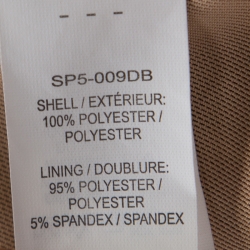 - - -
SP5-009DB
SHELL / EXTÉRIEUR:
100% POLYESTER /
POLYESTER
LINING / DOUBLURE:
95% POLYESTER /
POLYESTER
5% SPANDEX / SPANDEX